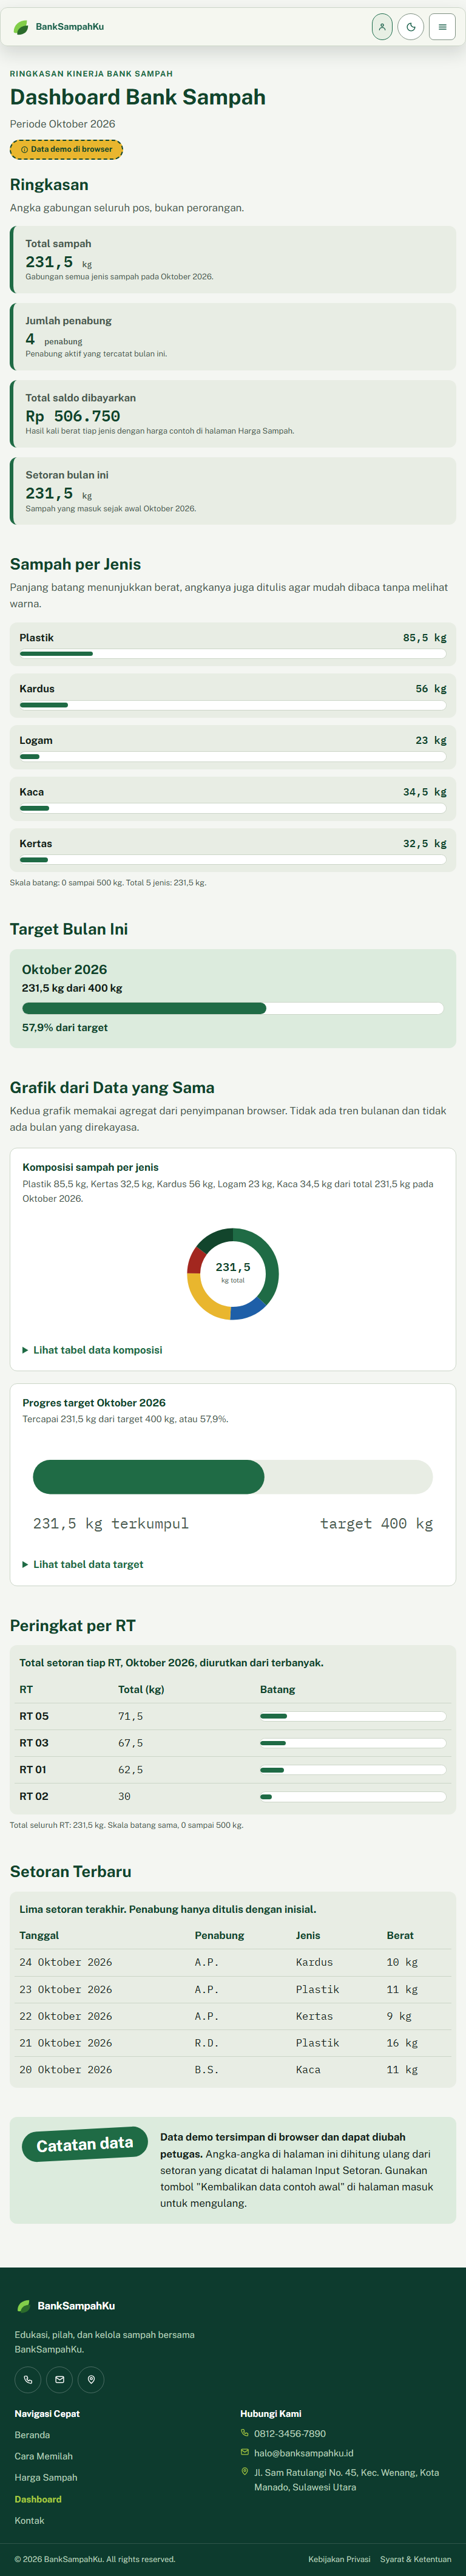 BankSampahKu
RINGKASAN KINERJA BANK SAMPAH
Dashboard Bank Sampah
Periode Oktober 2026
Data demo di browser
Ringkasan
Angka gabungan seluruh pos, bukan perorangan.
Total sampah
231,5 kg
Gabungan semua jenis sampah pada Oktober 2026.
Jumlah penabung
4 penabung
Penabung aktif yang tercatat bulan ini.
Total saldo dibayarkan
Rp 506.750
Hasil kali berat tiap jenis dengan harga contoh di halaman Harga Sampah.
Setoran bulan ini
231,5 kg
Sampah yang masuk sejak awal Oktober 2026.
Sampah per Jenis
Panjang batang menunjukkan berat, angkanya juga ditulis agar mudah dibaca tanpa melihat
warna.
Plastik 85,5 kg
Kardus 56 kg
Logam 23 kg
Kaca 34,5 kg
Kertas 32,5 kg
Skala batang: 0 sampai 500 kg. Total 5 jenis: 231,5 kg.
Target Bulan Ini
Oktober 2026
231,5 kg dari 400 kg
57,9% dari target
Grafik dari Data yang Sama
Kedua grafik memakai agregat dari penyimpanan browser. Tidak ada tren bulanan dan tidak
ada bulan yang direkayasa.
Komposisi sampah per jenis
Plastik 85,5 kg, Kertas 32,5 kg, Kardus 56 kg, Logam 23 kg, Kaca 34,5 kg dari total 231,5 kg pada
Oktober 2026.
231,5
kg total
Lihat tabel data komposisi
Progres target Oktober 2026
Tercapai 231,5 kg dari target 400 kg, atau 57,9%.
231,5 kg terkumpul target 400 kg
Lihat tabel data target
Peringkat per RT
Total setoran tiap RT, Oktober 2026, diurutkan dari terbanyak.
RT Total (kg) Batang
RT 05 71,5
RT 03 67,5
RT 01 62,5
RT 02 30
Total seluruh RT: 231,5 kg. Skala batang sama, 0 sampai 500 kg.
Setoran Terbaru
Lima setoran terakhir. Penabung hanya ditulis dengan inisial.
Tanggal Penabung Jenis Berat
24 Oktober 2026 A.P. Kardus 10 kg
23 Oktober 2026 A.P. Plastik 11 kg
22 Oktober 2026 A.P. Kertas 9 kg
21 Oktober 2026 R.D. Plastik 16 kg
20 Oktober 2026 B.S. Kaca 11 kg
Catatan data
Data demo tersimpan di browser dan dapat diubah
petugas. Angka-angka di halaman ini dihitung ulang dari
setoran yang dicatat di halaman Input Setoran. Gunakan
tombol "Kembalikan data contoh awal" di halaman masuk
untuk mengulang.
BankSampahKu
Edukasi, pilah, dan kelola sampah bersama
BankSampahKu.
Navigasi Cepat
Beranda
Cara Memilah
Harga Sampah
Dashboard
Kontak
Hubungi Kami
0812-3456-7890
halo@banksampahku.id
Jl. Sam Ratulangi No. 45, Kec. Wenang, Kota
Manado, Sulawesi Utara
© 2026 BankSampahKu. All rights reserved.
Kebijakan Privasi Syarat & Ketentuan